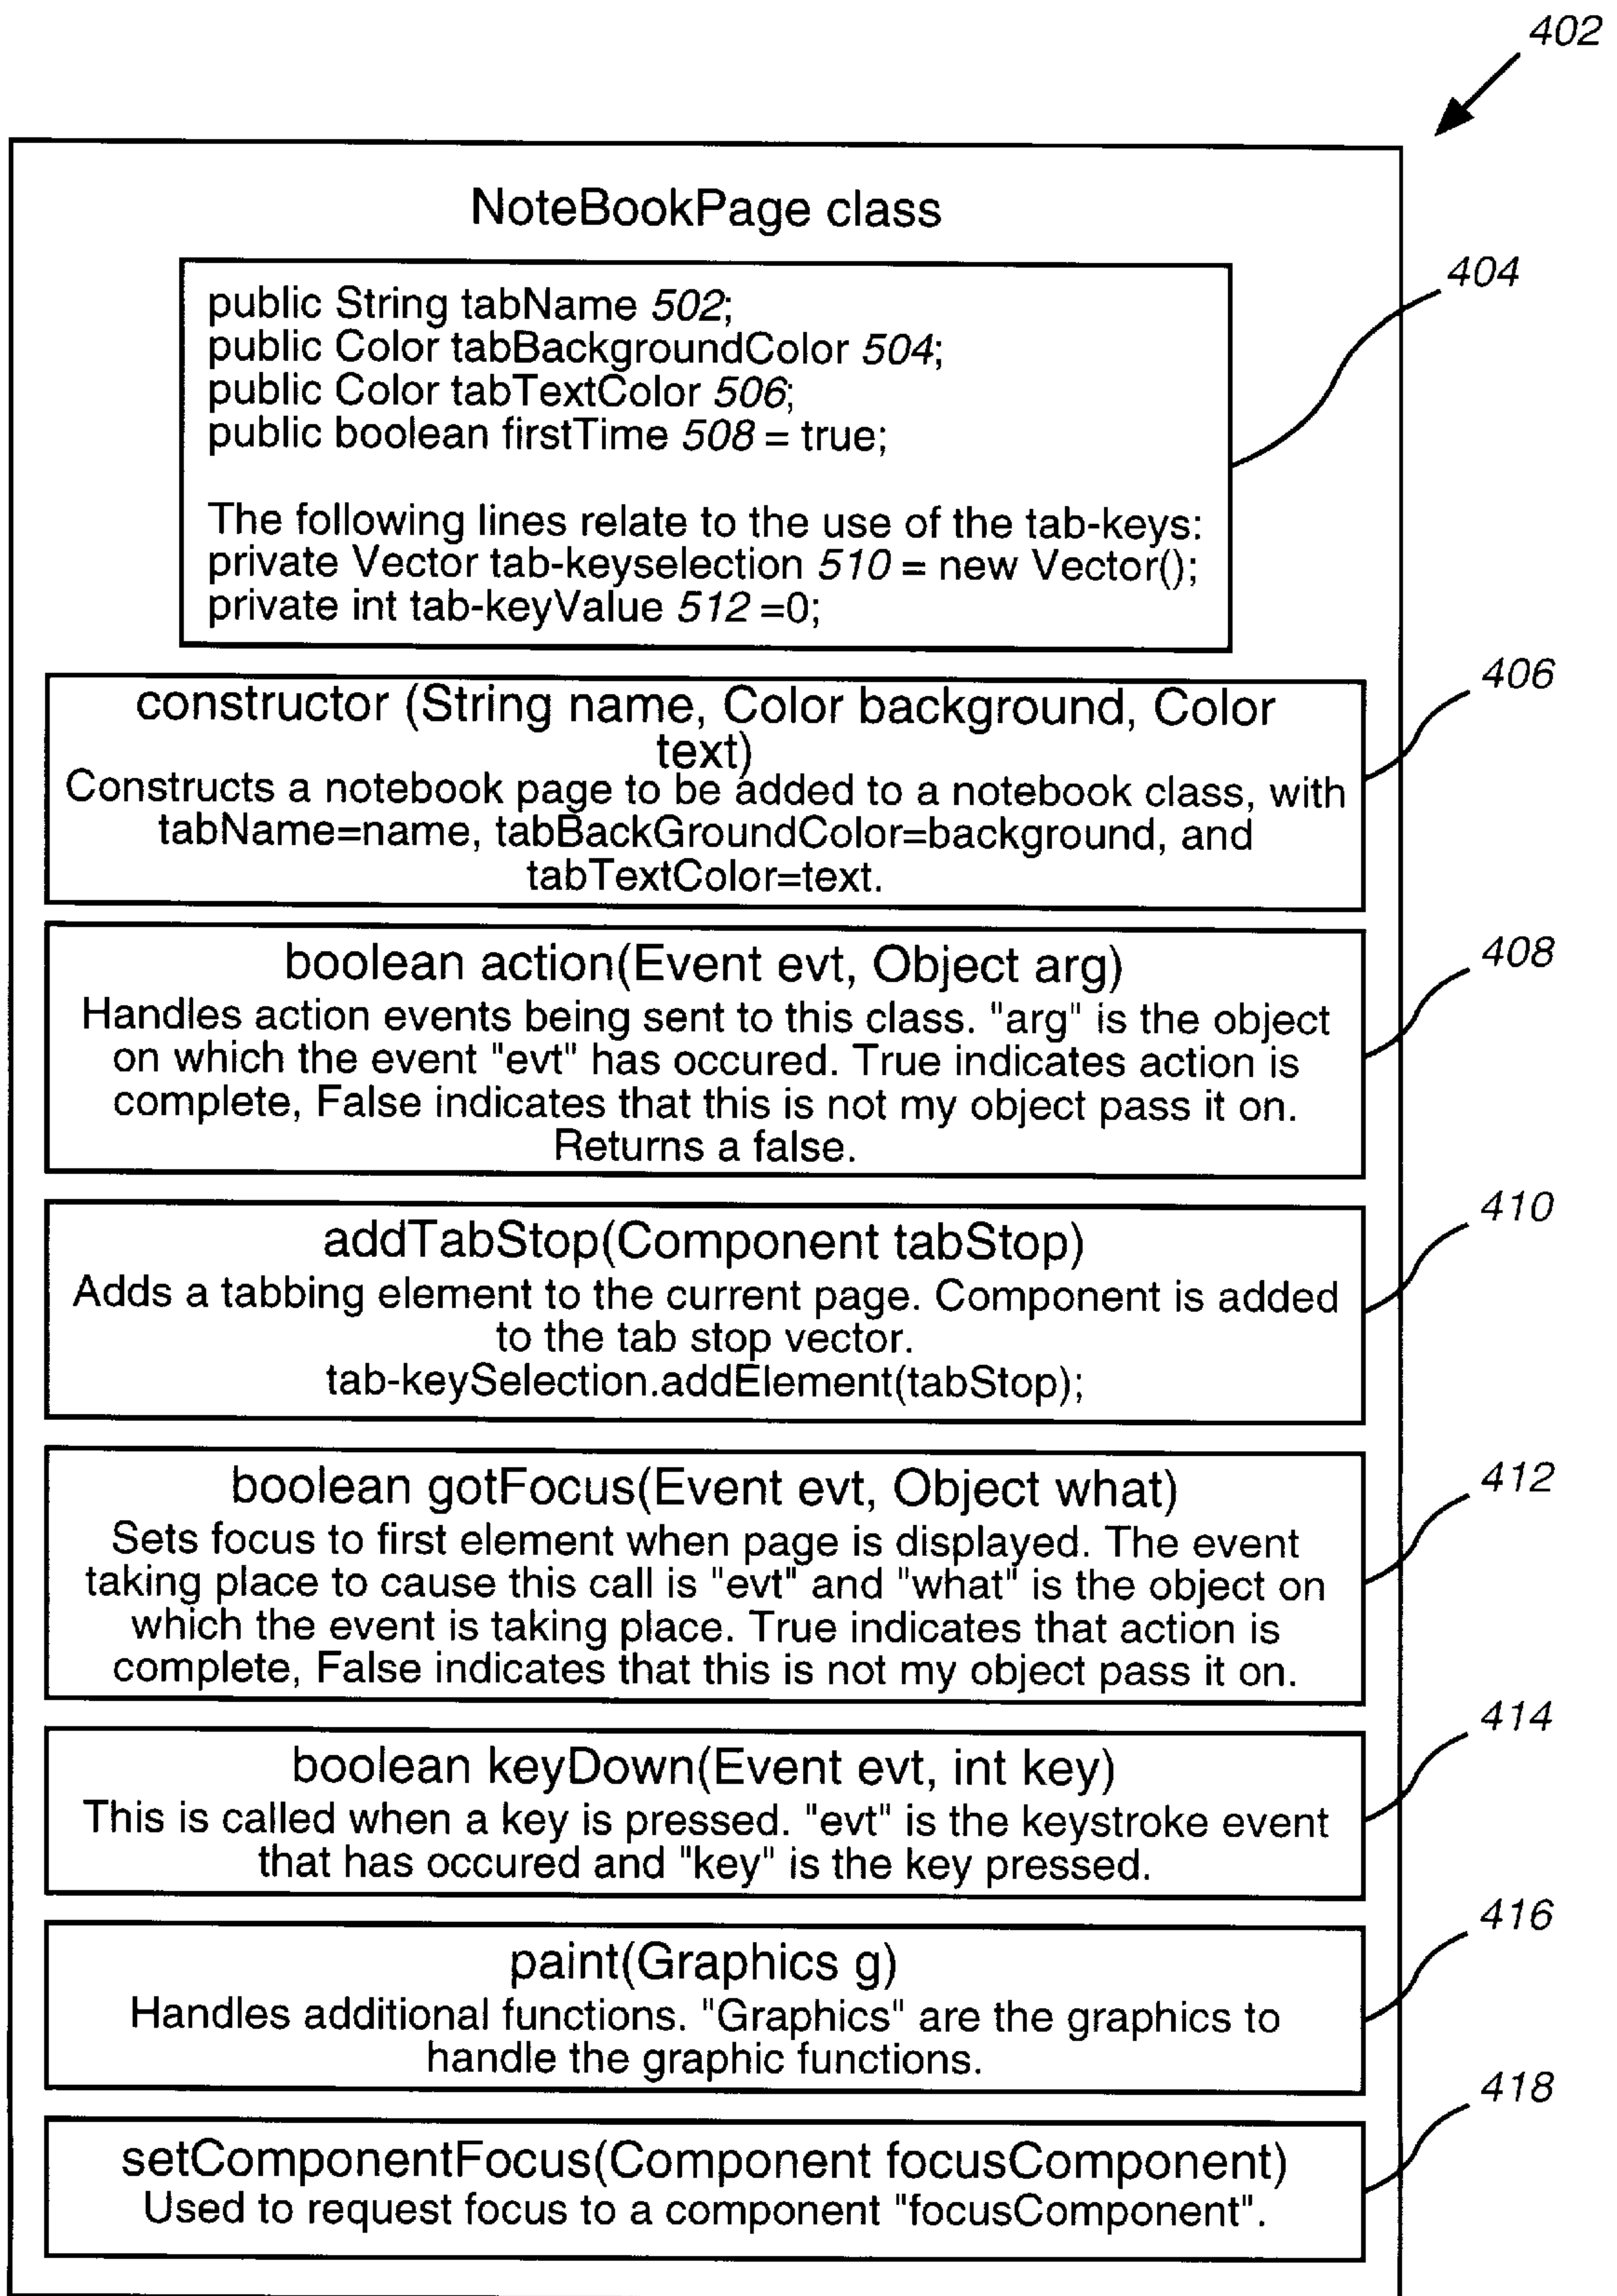 402
NoteBookPage class
404
public String tabName 502;
public Color tabBackgroundColor 504;
public Color tabTextColor 506;
public boolean firstTime 508 = true;
The following lines relate to the use of the tab-keys:
private Vector tab-keyselection 510 = new Vector();
private int tab-keyValue 512 =0;
406
constructor (String name, Color background, Color
text)
Constructs a notebook page to be added to a notebook class, with
tabName=name, tabBackGroundColor=background, and
tabTextColor=text.
408
boolean action(Event evt, Object arg)
Handles action events being sent to this class. "arg" is the object
on which the event "evt" has occured. True indicates action is
complete, False indicates that this is not my object pass it on.
Returns a false.
410
addTabStop(Component tabStop)
Adds a tabbing element to the current page. Component is added
to the tab stop vector.
tab-keySelection.addElement(tabStop);
412
boolean gotFocus(Event evt, Object what)
Sets focus to first element when page is displayed. The event
taking place to cause this call is "evt" and "what" is the object on
which the event is taking place. True indicates that action is
complete, False indicates that this is not my object pass it on.
414
boolean keyDown(Event evt, int key)
This is called when a key is pressed. "evt" is the keystroke event
that has occured and "key" is the key pressed.
416
paint(Graphics g)
Handles additional functions. "Graphics" are the graphics to
handle the graphic functions.
418
setComponentFocus(Component focusComponent)
Used to request focus to a component "focusComponent".